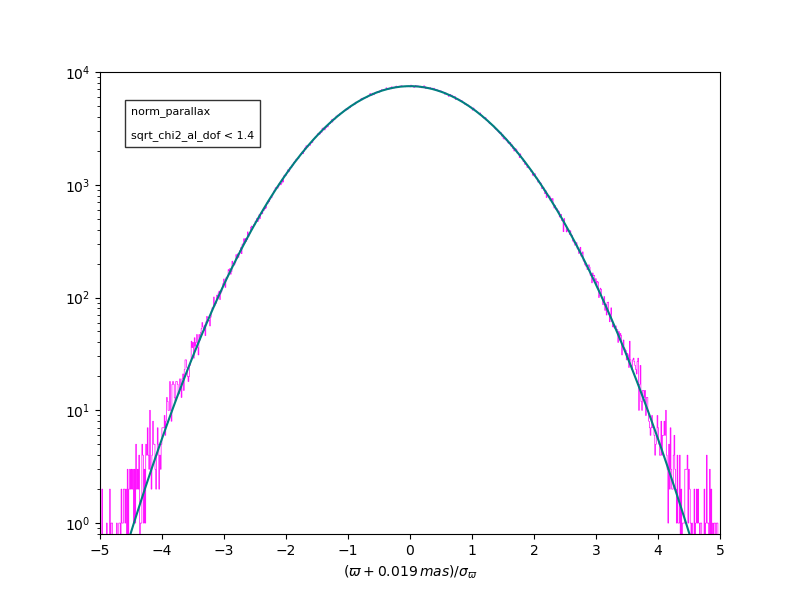 10⁴
10³
10²
10¹
10⁰
norm_parallax
sqrt_chi2_al_dof < 1.4
−5 −4 −3 −2 −1 0 1 2 3 4 5
(ϖ + 0.019 mas)/σ_ϖ